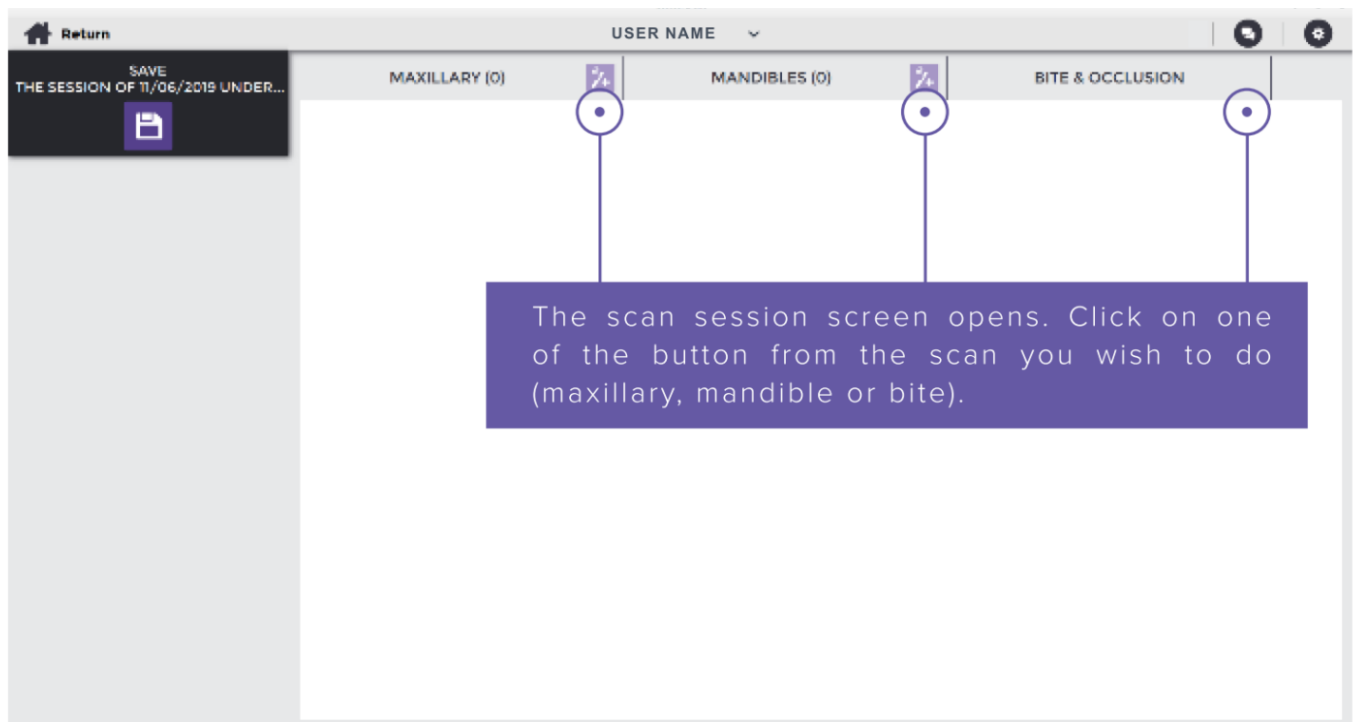 Return
USER NAME
SAVE
THE SESSION OF 11/06/2019 UNDER...
MAXILLARY (0)
MANDIBLES (0)
BITE & OCCLUSION
The scan session screen opens. Click on one
of the button from the scan you wish to do
(maxillary, mandible or bite).